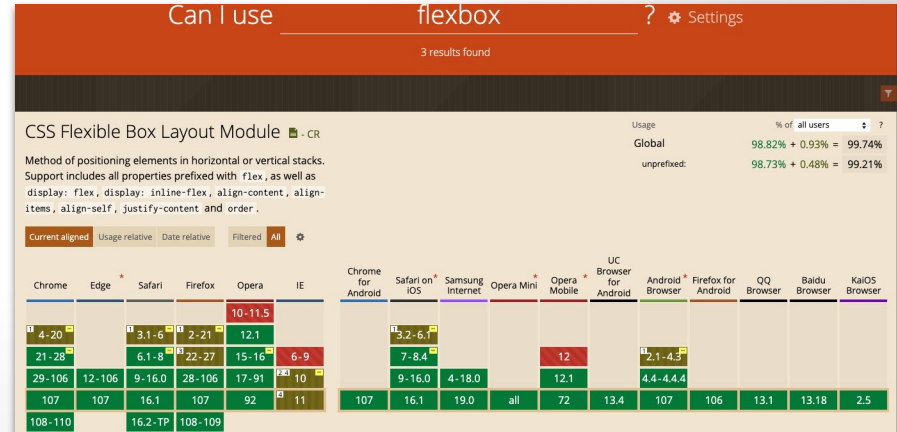 Can I use flexbox ? Settings
3 results found
CSS Flexible Box Layout Module - CR
Method of positioning elements in horizontal or vertical stacks.
Support includes all properties prefixed with flex, as well as
display: flex, display: inline-flex, align-content, align-
items, align-self, justify-content and order.
Usage % of all users ?
Global 98.82% + 0.93% = 99.74%
unprefixed: 98.73% + 0.48% = 99.21%
Current aligned Usage relative Date relative Filtered All
Chrome Edge * Safari Firefox Opera IE Chrome for Android Safari on iOS * Samsung Internet Opera Mini * Opera Mobile * UC Browser for Android Android Browser * Firefox for Android QQ Browser Baidu Browser KaiOS Browser
10-11.5
1 4-20 1 3.1-6 1 2-21 12.1 1 3.2-6.1
21-28 6.1-8 3 22-27 15-16 6-9 7-8.4 12 1 2.1-4.3
29-106 12-106 9-16.0 28-106 17-91 2 4 10 9-16.0 4-18.0 12.1 4.4-4.4.4
107 107 16.1 107 92 4 11 107 16.1 19.0 all 72 13.4 107 106 13.1 13.18 2.5
108-110 16.2-TP 108-109